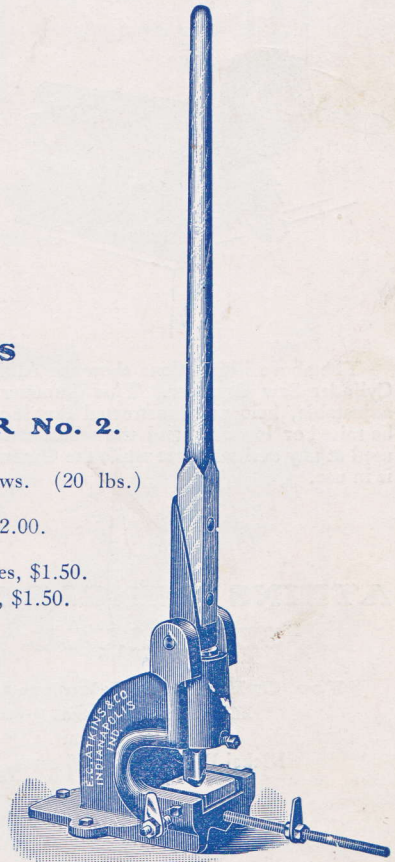 S
R No. 2.
ws. (20 lbs.)
2.00.
es, $1.50.
, $1.50.
E.C. ATKINS & CO
INDIANAPOLIS
IND.